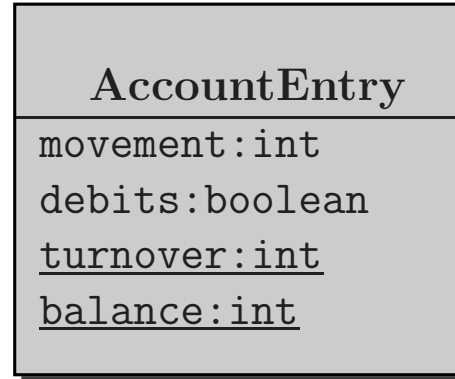 AccountEntry
movement:int
debits:boolean
turnover:int
balance:int